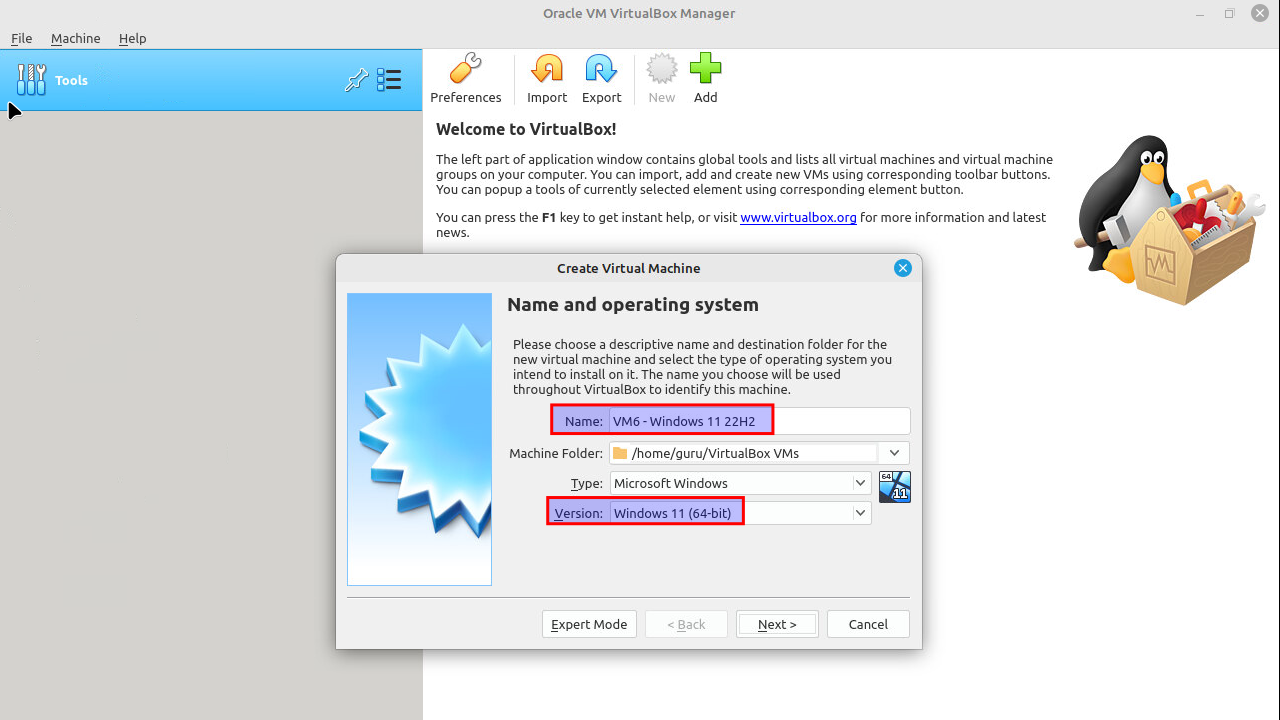 Oracle VM VirtualBox Manager
File Machine Help
Tools
Preferences Import Export New Add
Welcome to VirtualBox!
The left part of application window contains global tools and lists all virtual machines and virtual machine
groups on your computer. You can import, add and create new VMs using corresponding toolbar buttons.
You can popup a tools of currently selected element using corresponding element button.
You can press the F1 key to get instant help, or visit www.virtualbox.org for more information and latest
news.
Create Virtual Machine
Name and operating system
Please choose a descriptive name and destination folder for the
new virtual machine and select the type of operating system you
intend to install on it. The name you choose will be used
throughout VirtualBox to identify this machine.
Name: VM6 - Windows 11 22H2
Machine Folder: /home/guru/VirtualBox VMs
Type: Microsoft Windows
64
11
Version: Windows 11 (64-bit)
Expert Mode < Back Next > Cancel